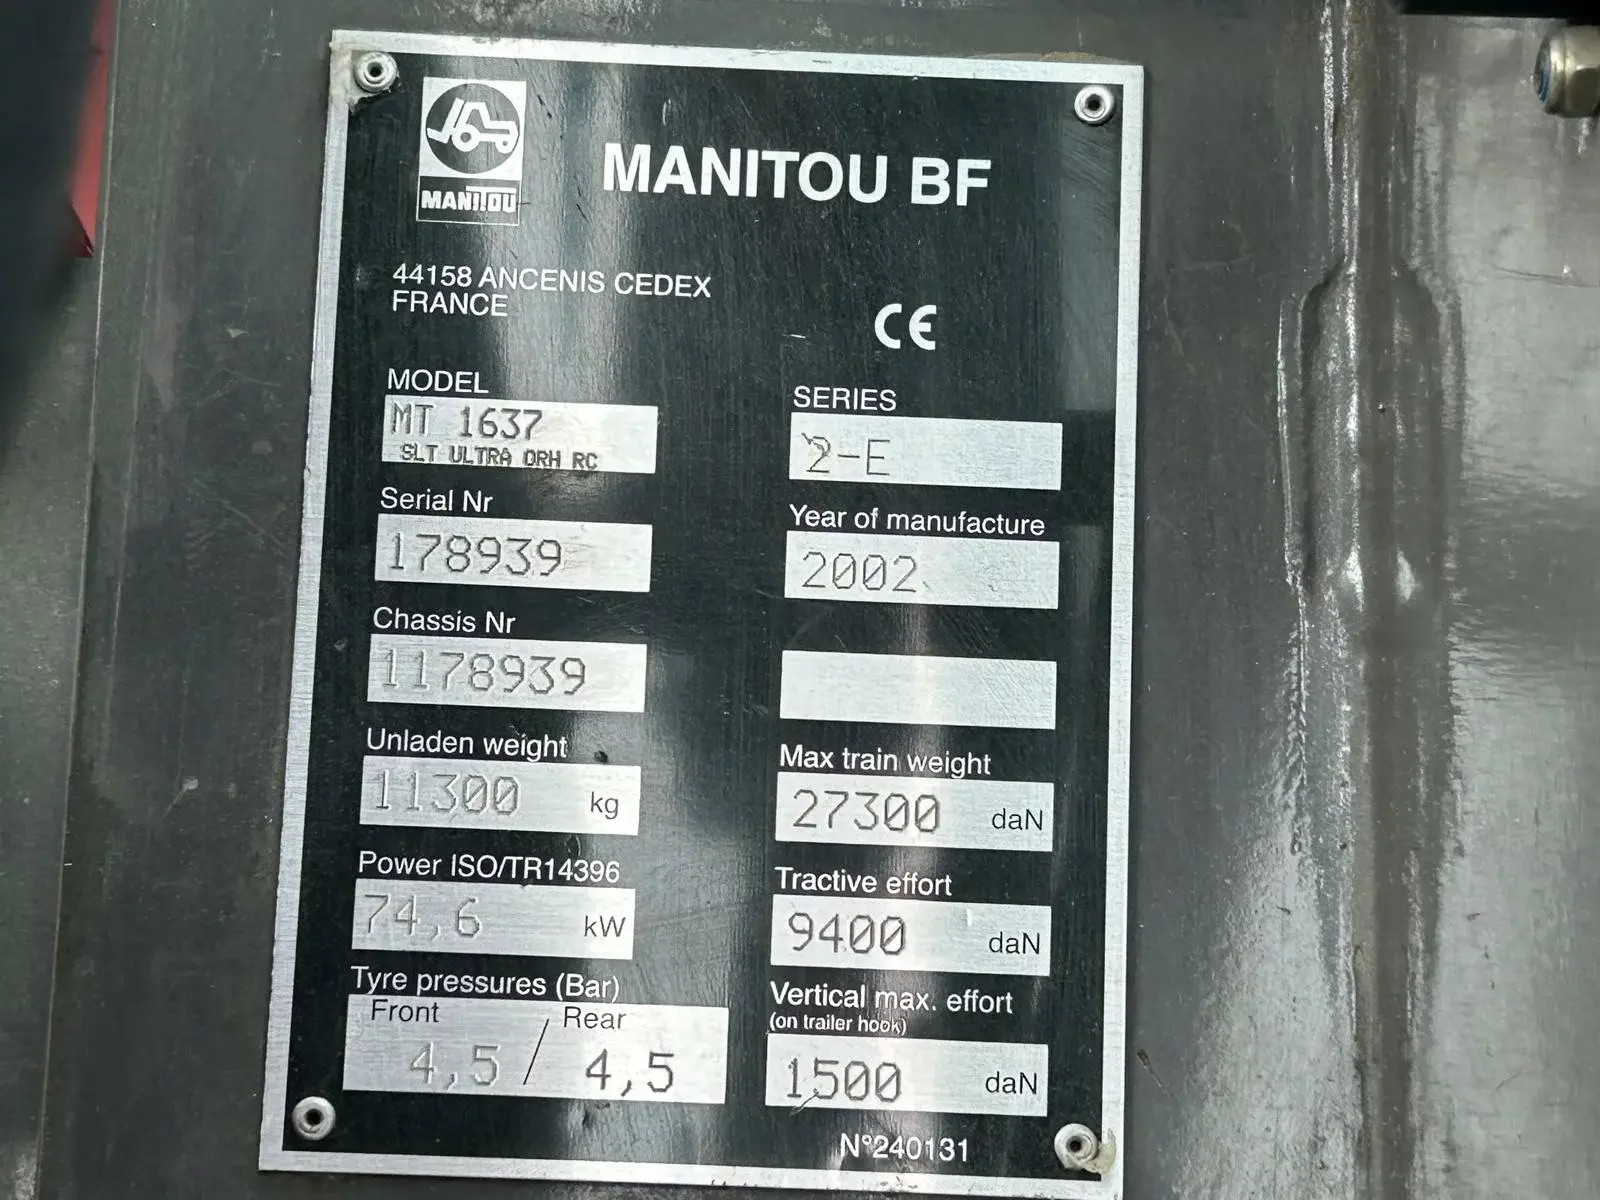 MANITOU
MANITOU BF
44158 ANCENIS CEDEX
FRANCE
CE
MODEL
MT 1637
SLT ULTRA ORH RC
SERIES
2-E
Serial Nr
178939
Year of manufacture
2002
Chassis Nr
1178939
Unladen weight
11300 kg
Max train weight
27300 daN
Power ISO/TR14396
74,6 kW
Tractive effort
9400 daN
Tyre pressures (Bar)
Front / Rear
4,5 / 4,5
Vertical max. effort
(on trailer hook)
1500 daN
N°240131